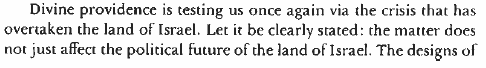 Divine providence is testing us once again via the crisis that has
overtaken the land of Israel. Let it be clearly stated: the matter does
not just affect the political future of the land of Israel. The designs of